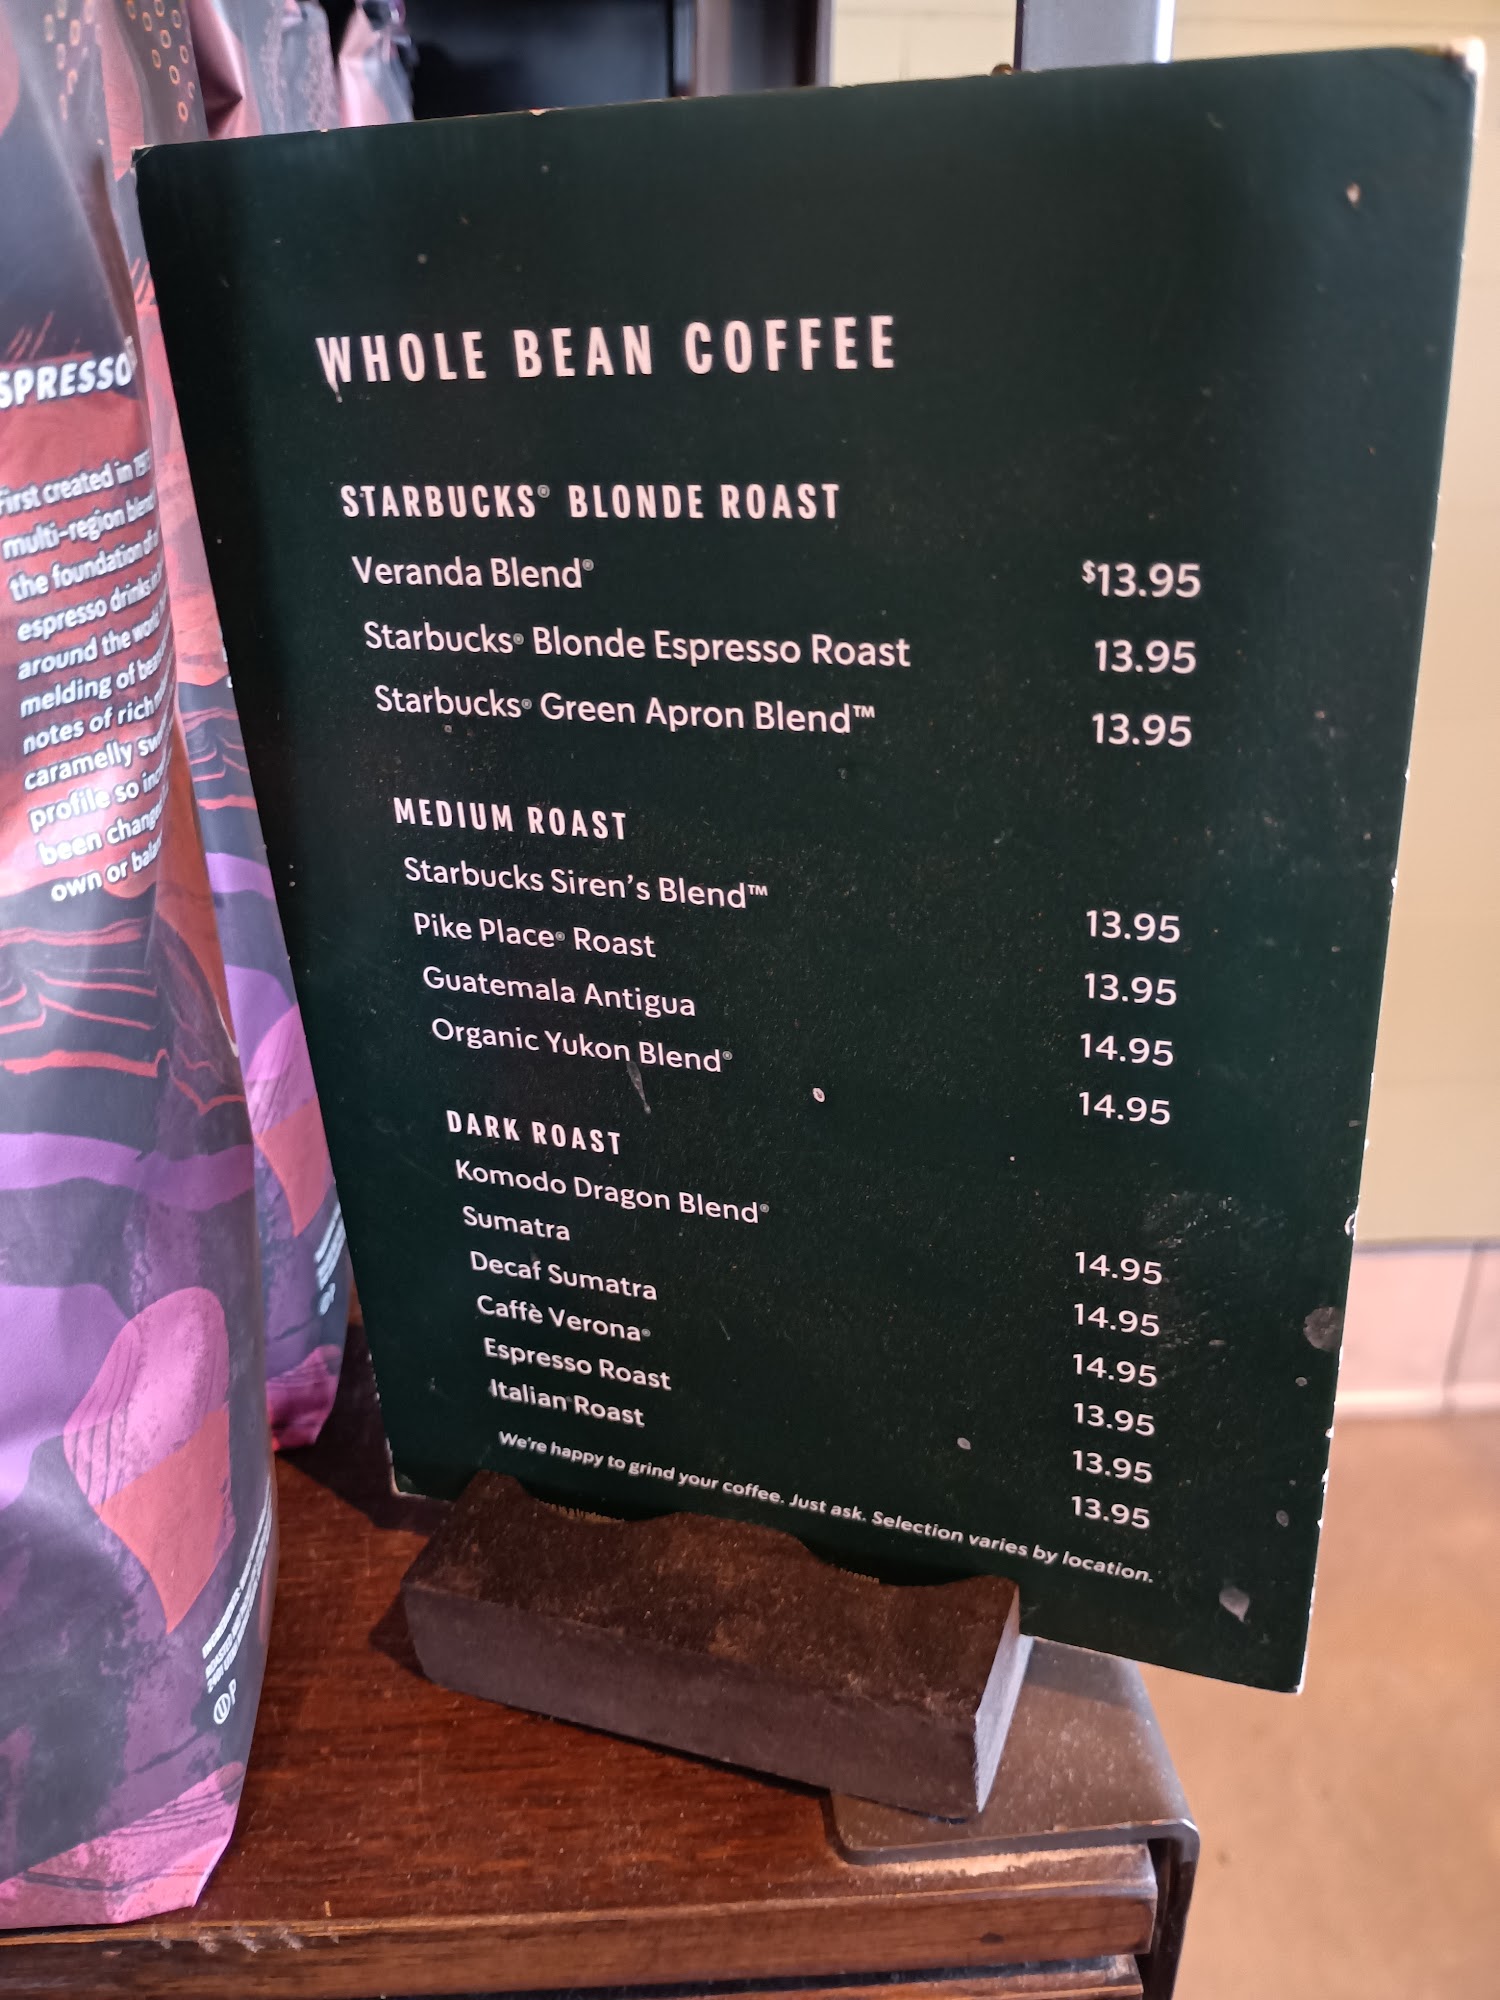 WHOLE BEAN COFFEE
STARBUCKS® BLONDE ROAST
Veranda Blend® $13.95
Starbucks® Blonde Espresso Roast 13.95
Starbucks® Green Apron Blend™ 13.95
MEDIUM ROAST
Starbucks Siren's Blend™ 13.95
Pike Place® Roast 13.95
Guatemala Antigua 14.95
Organic Yukon Blend® 14.95
DARK ROAST
Komodo Dragon Blend® 14.95
Sumatra 14.95
Decaf Sumatra 14.95
Caffè Verona® 13.95
Espresso Roast 13.95
Italian Roast 13.95
We're happy to grind your coffee. Just ask. Selection varies by location.
SPRESSO
First created in
multi-region
the foundation
espresso drinks
around the
melding of
notes of rich
caramelly
profile so
been
own or